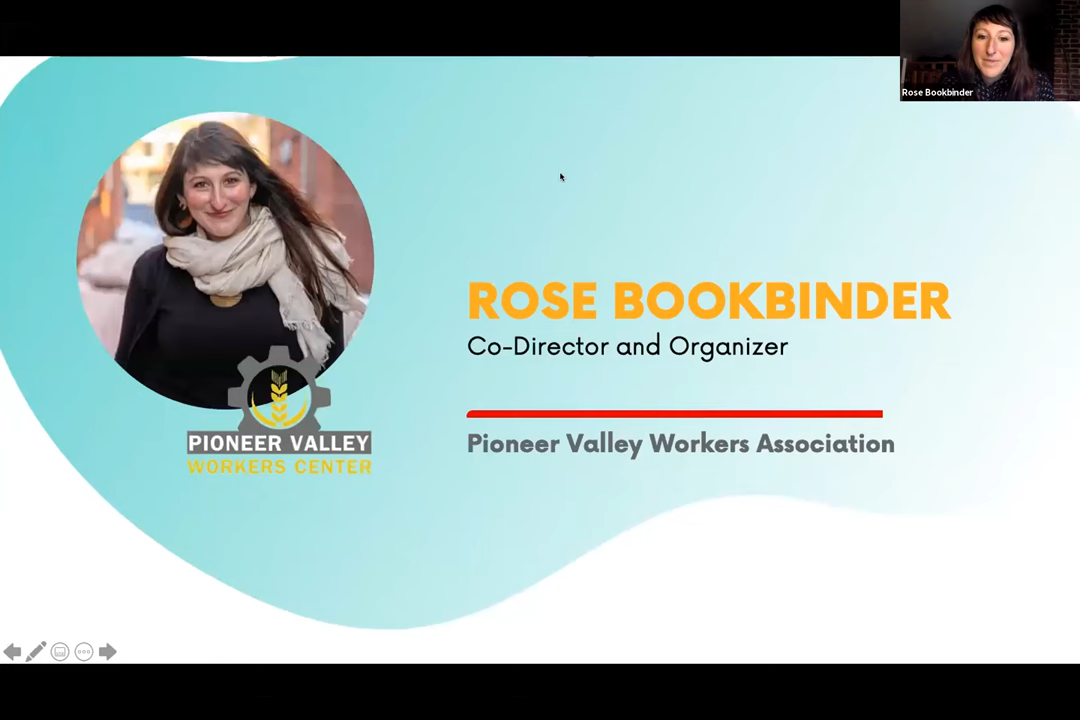 Rose Bookbinder
ROSE BOOKBINDER
Co-Director and Organizer
Pioneer Valley Workers Association
PIONEER VALLEY
WORKERS CENTER